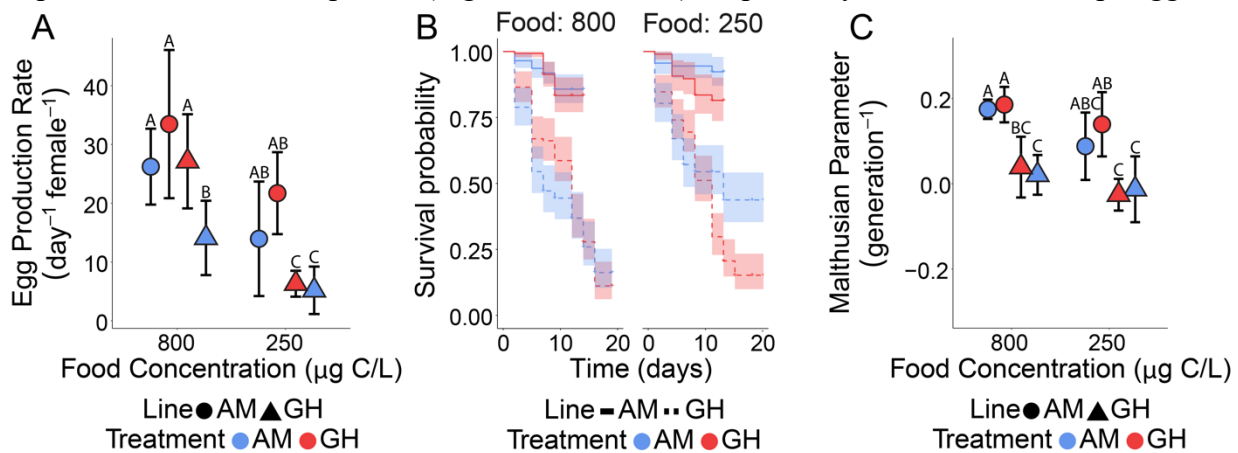 A
Egg Production Rate
(day⁻¹ female⁻¹)
40
30
20
10
0
A
A
A
B
AB
AB
C
C
800
250
Food Concentration (μg C/L)
Line AM GH
Treatment AM GH
B
Food: 800 Food: 250
Survival probability
1.00
0.75
0.50
0.25
0.00
0 10 20 0 10 20
Time (days)
Line AM GH
Treatment AM GH
C
Malthusian Parameter
(generation⁻¹)
0.2
0.0
−0.2
A
A
BC
C
ABC
AB
C
C
800
250
Food Concentration (μg C/L)
Line AM GH
Treatment AM GH